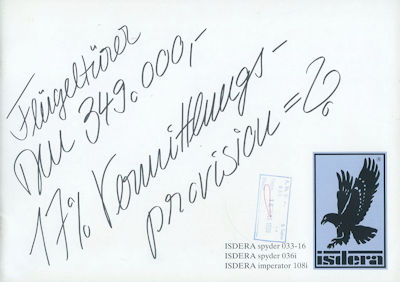 Flügeltürer
DM 349.000,-
17% Vermittlungs-
provision = ?
ISDERA spyder 033-16
ISDERA spyder 036i
ISDERA imperator 108i
isdera
®